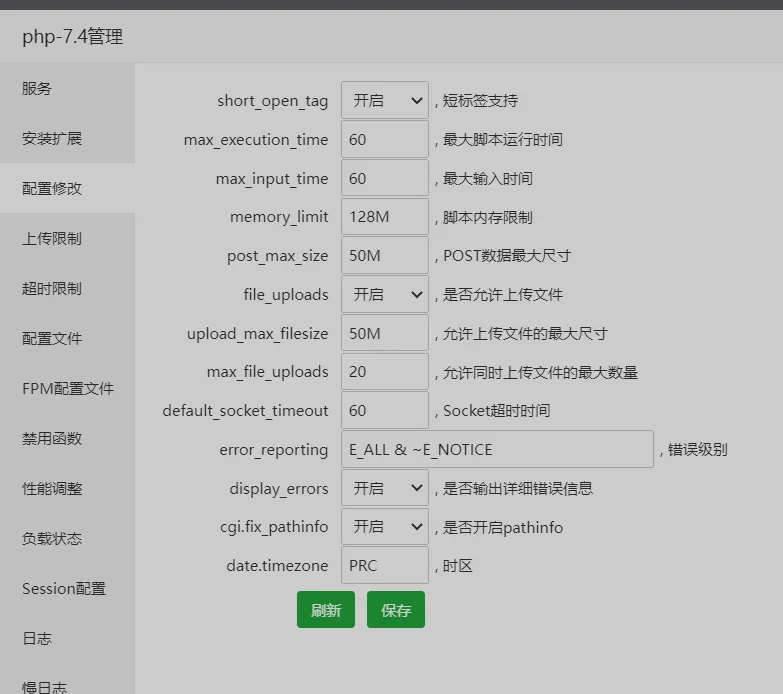 php-7.4管理
服务
安装扩展
配置修改
上传限制
超时限制
配置文件
FPM配置文件
禁用函数
性能调整
负载状态
Session配置
日志
慢日志
short_open_tag 开启 , 短标签支持
max_execution_time 60 , 最大脚本运行时间
max_input_time 60 , 最大输入时间
memory_limit 128M , 脚本内存限制
post_max_size 50M , POST数据最大尺寸
file_uploads 开启 , 是否允许上传文件
upload_max_filesize 50M , 允许上传文件的最大尺寸
max_file_uploads 20 , 允许同时上传文件的最大数量
default_socket_timeout 60 , Socket超时时间
error_reporting E_ALL & ~E_NOTICE , 错误级别
display_errors 开启 , 是否输出详细错误信息
cgi.fix_pathinfo 开启 , 是否开启pathinfo
date.timezone PRC , 时区
刷新 保存